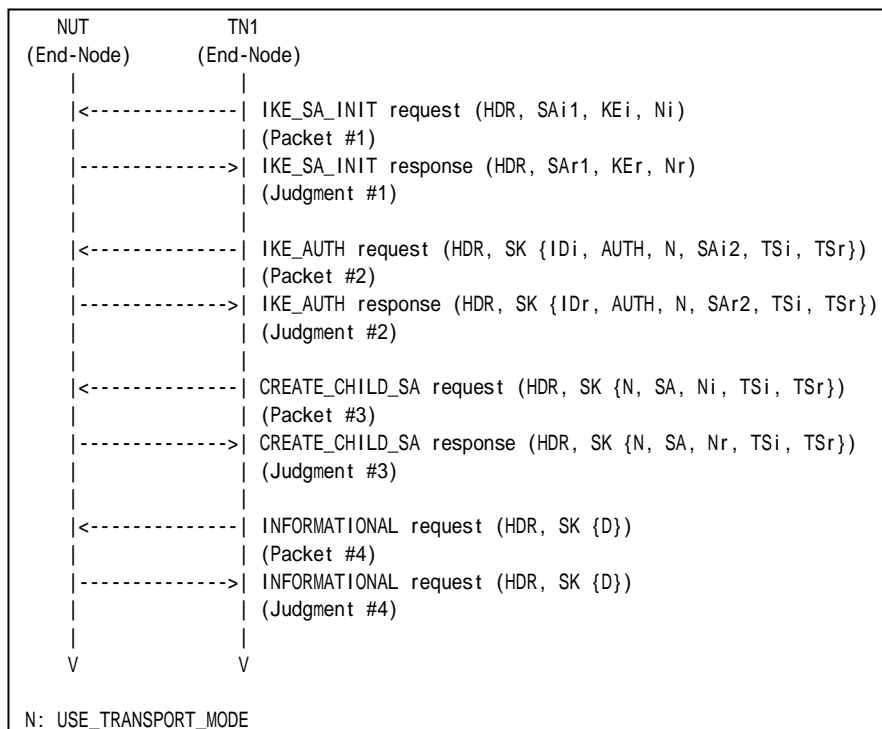 NUT TN1
(End-Node) (End-Node)
| |
|<--------------| IKE_SA_INIT request (HDR, SAi1, KEi, Ni)
| | (Packet #1)
|-------------->| IKE_SA_INIT response (HDR, SAr1, KEr, Nr)
| | (Judgment #1)
| |
|<--------------| IKE_AUTH request (HDR, SK {IDi, AUTH, N, SAi2, TSi, TSr})
| | (Packet #2)
|-------------->| IKE_AUTH response (HDR, SK {IDr, AUTH, N, SAr2, TSi, TSr})
| | (Judgment #2)
| |
|<--------------| CREATE_CHILD_SA request (HDR, SK {N, SA, Ni, TSi, TSr})
| | (Packet #3)
|-------------->| CREATE_CHILD_SA response (HDR, SK {N, SA, Nr, TSi, TSr})
| | (Judgment #3)
| |
|<--------------| INFORMATIONAL request (HDR, SK {D})
| | (Packet #4)
|-------------->| INFORMATIONAL request (HDR, SK {D})
| | (Judgment #4)
| |
V V
N: USE_TRANSPORT_MODE